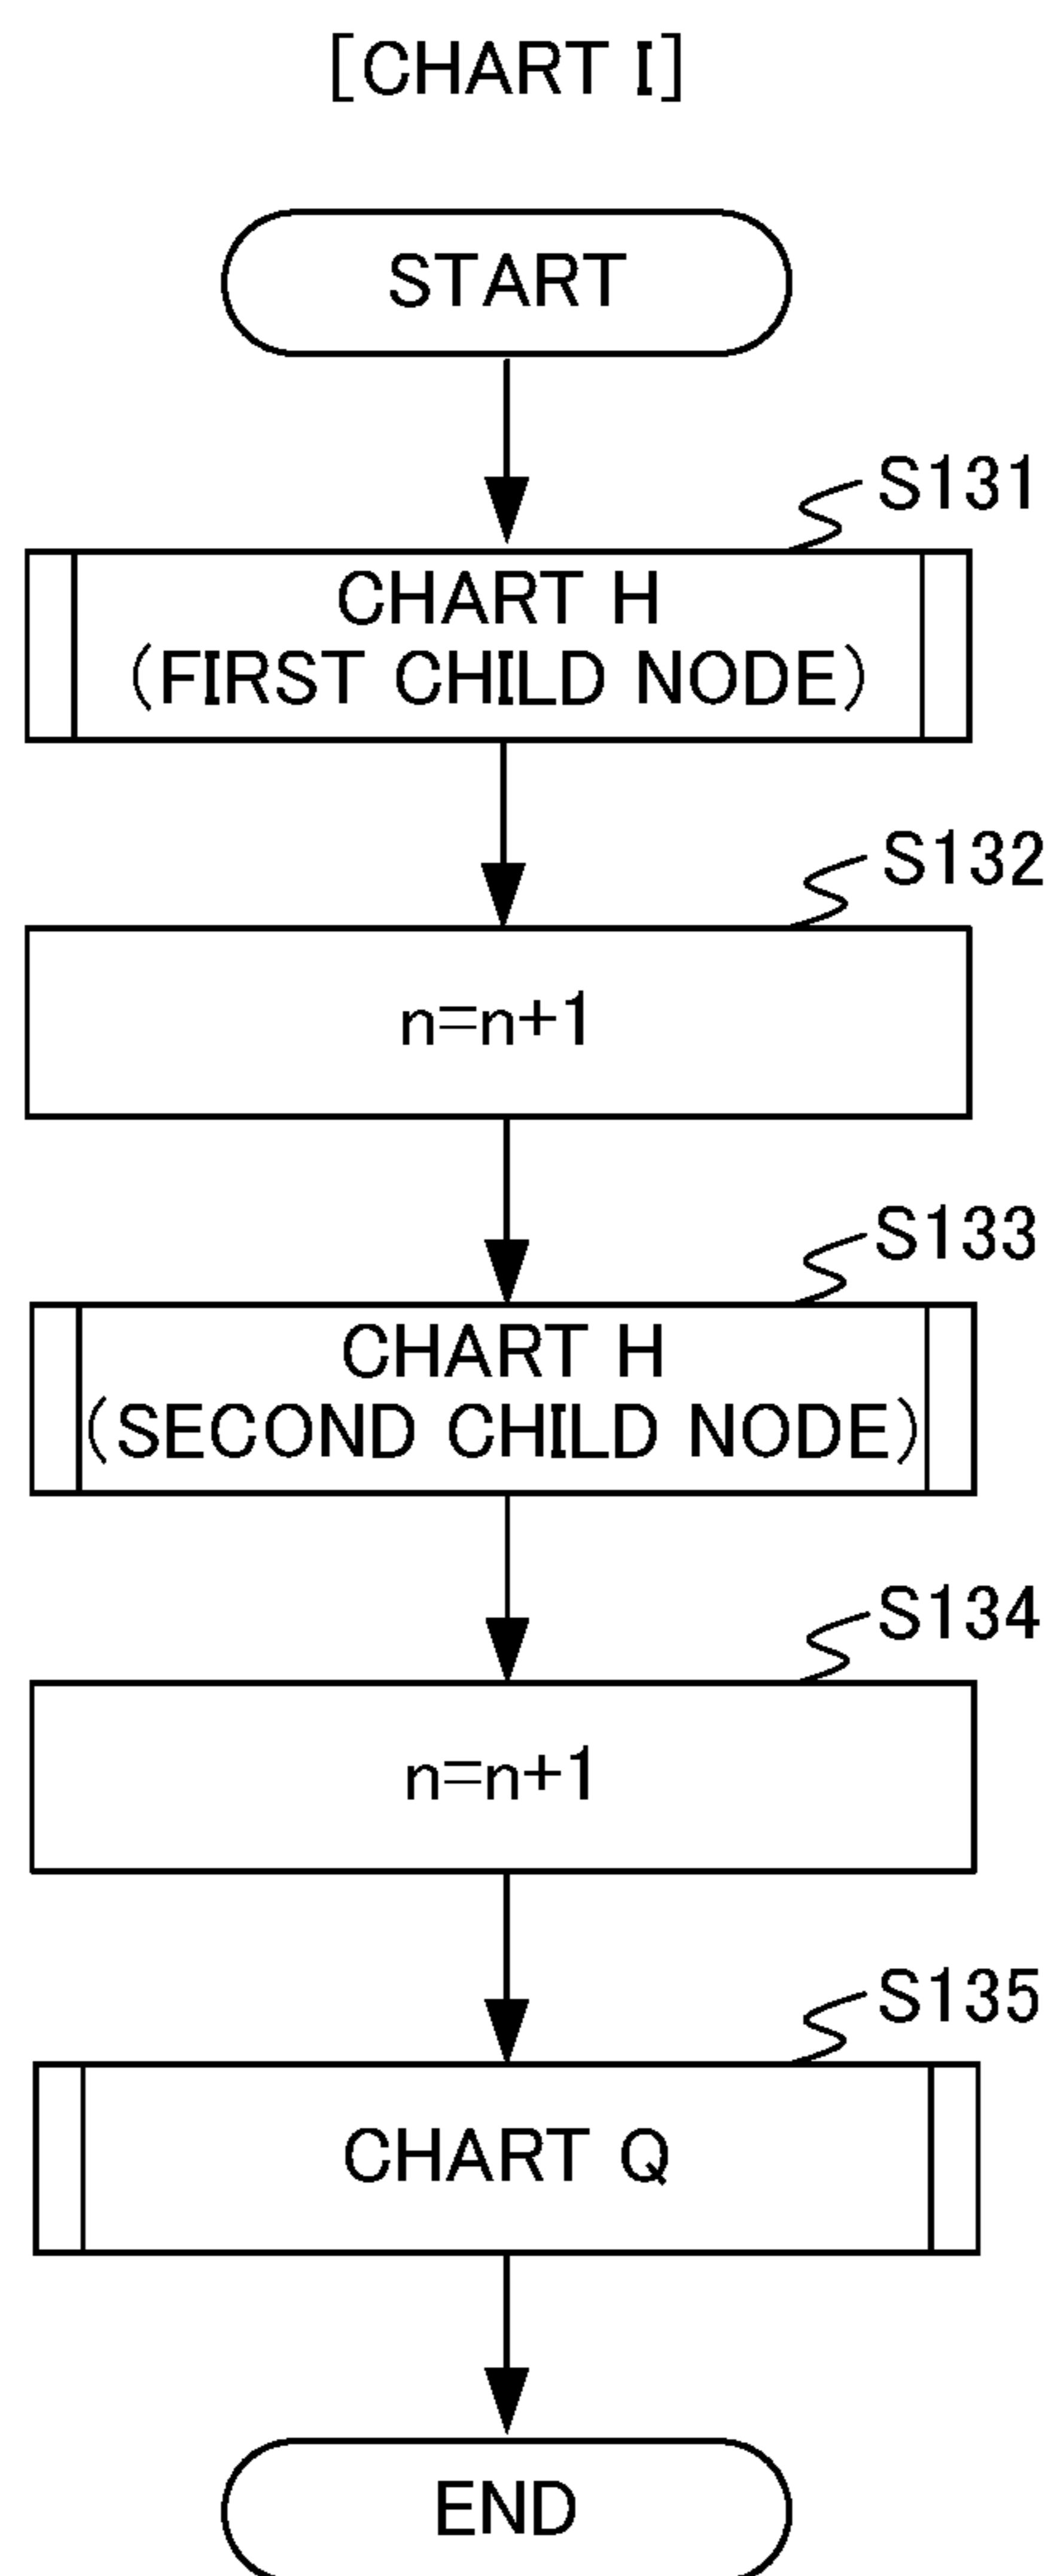 [CHART I]
START
S131
CHART H
(FIRST CHILD NODE)
S132
n=n+1
S133
CHART H
(SECOND CHILD NODE)
S134
n=n+1
S135
CHART Q
END